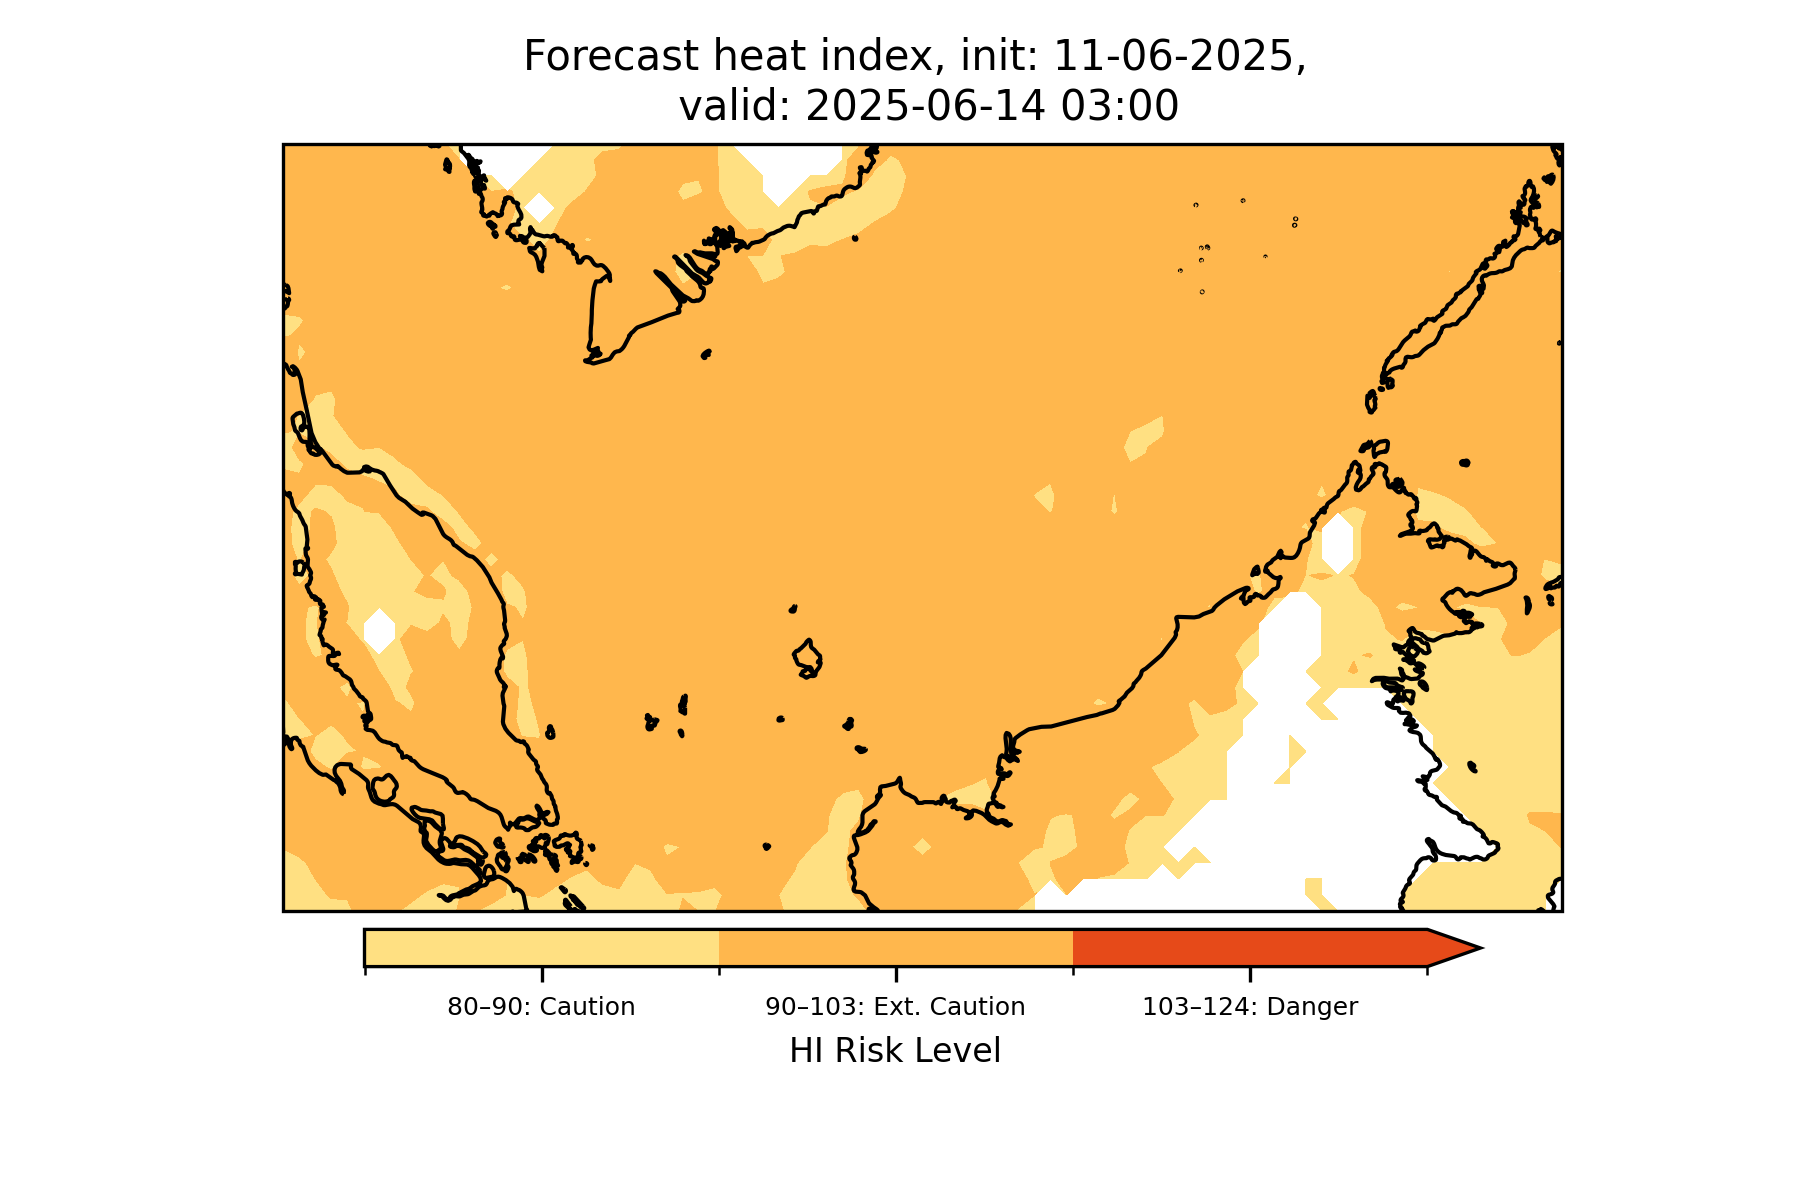 Forecast heat index, init: 11-06-2025,
valid: 2025-06-14 03:00
80–90: Caution
90–103: Ext. Caution
103–124: Danger
HI Risk Level